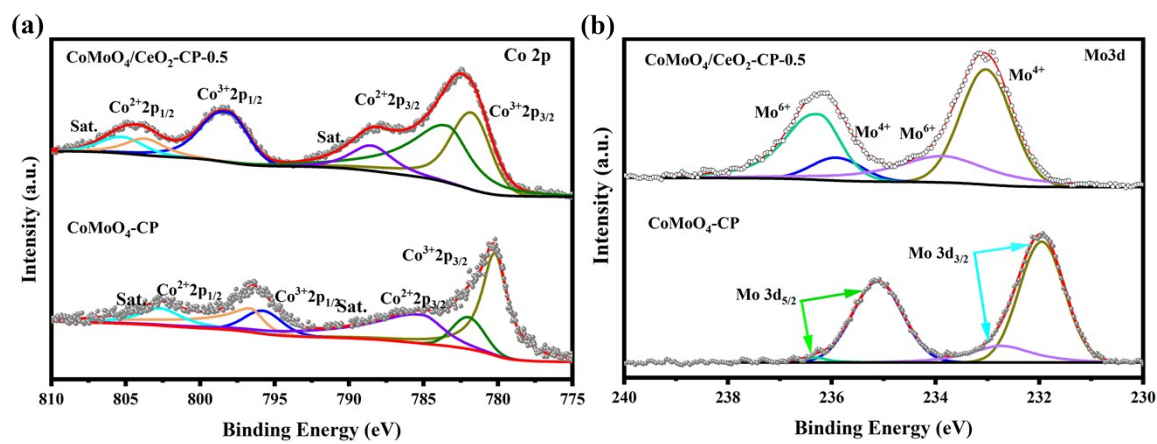 (a)
CoMoO₄/CeO₂-CP-0.5
Co 2p
Sat.
Co²⁺2p₁/₂
Co³⁺2p₁/₂
Sat.
Co²⁺2p₃/₂
Co³⁺2p₃/₂
CoMoO₄-CP
Sat.
Co²⁺2p₁/₂
Co³⁺2p₁/₂
Sat.
Co²⁺2p₃/₂
Co³⁺2p₃/₂
Intensity (a.u.)
810 805 800 795 790 785 780 775
Binding Energy (eV)
(b)
CoMoO₄/CeO₂-CP-0.5
Mo3d
Mo⁶⁺
Mo⁴⁺
Mo⁶⁺
Mo⁴⁺
CoMoO₄-CP
Mo 3d₅/₂
Mo 3d₃/₂
Intensity (a.u.)
240 238 236 234 232 230
Binding Energy (eV)